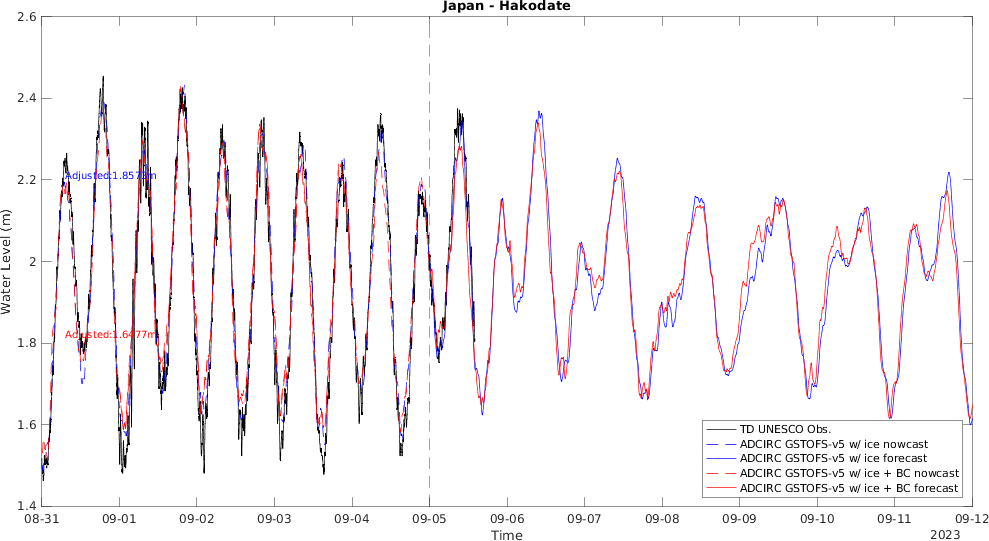 Japan - Hakodate
2.6
2.4
2.2
2
1.8
1.6
1.4
Water Level (m)
Adjusted:1.8573m
Adjusted:1.6477m
TD UNESCO Obs.
ADCIRC GSTOFS-v5 w/ ice nowcast
ADCIRC GSTOFS-v5 w/ ice forecast
ADCIRC GSTOFS-v5 w/ ice + BC nowcast
ADCIRC GSTOFS-v5 w/ ice + BC forecast
08-31 09-01 09-02 09-03 09-04 09-05 09-06 09-07 09-08 09-09 09-10 09-11 09-12
Time
2023